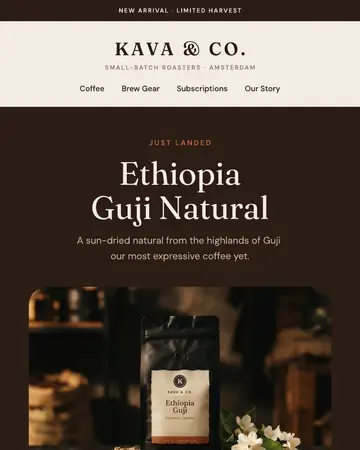 NEW ARRIVAL · LIMITED HARVEST
KAVA & CO.
SMALL-BATCH ROASTERS · AMSTERDAM
Coffee Brew Gear Subscriptions Our Story
JUST LANDED
Ethiopia
Guji Natural
A sun-dried natural from the highlands of Guji
our most expressive coffee yet.
K
KAVA & CO.
Ethiopia
Guji